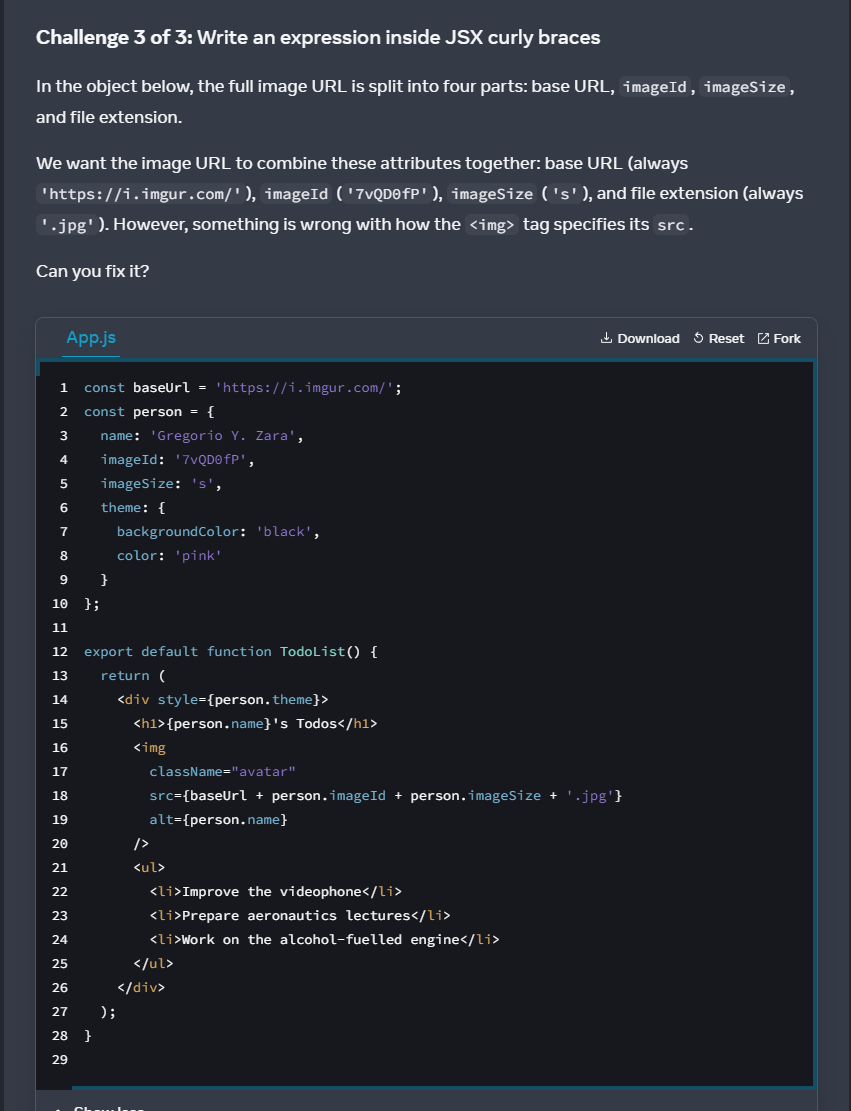 Challenge 3 of 3: Write an expression inside JSX curly braces
In the object below, the full image URL is split into four parts: base URL, imageId, imageSize,
and file extension.
We want the image URL to combine these attributes together: base URL (always
'https://i.imgur.com/'), imageId ('7vQD0fP'), imageSize ('s'), and file extension (always
'.jpg'). However, something is wrong with how the <img> tag specifies its src.
Can you fix it?
App.js
Download Reset Fork
1 const baseUrl = 'https://i.imgur.com/';
2 const person = {
3   name: 'Gregorio Y. Zara',
4   imageId: '7vQD0fP',
5   imageSize: 's',
6   theme: {
7     backgroundColor: 'black',
8     color: 'pink'
9   }
10 };
11
12 export default function TodoList() {
13   return (
14     <div style={person.theme}>
15       <h1>{person.name}'s Todos</h1>
16       <img
17         className="avatar"
18         src={baseUrl + person.imageId + person.imageSize + '.jpg'}
19         alt={person.name}
20       />
21       <ul>
22         <li>Improve the videophone</li>
23         <li>Prepare aeronautics lectures</li>
24         <li>Work on the alcohol-fuelled engine</li>
25       </ul>
26     </div>
27   );
28 }
29
Show less